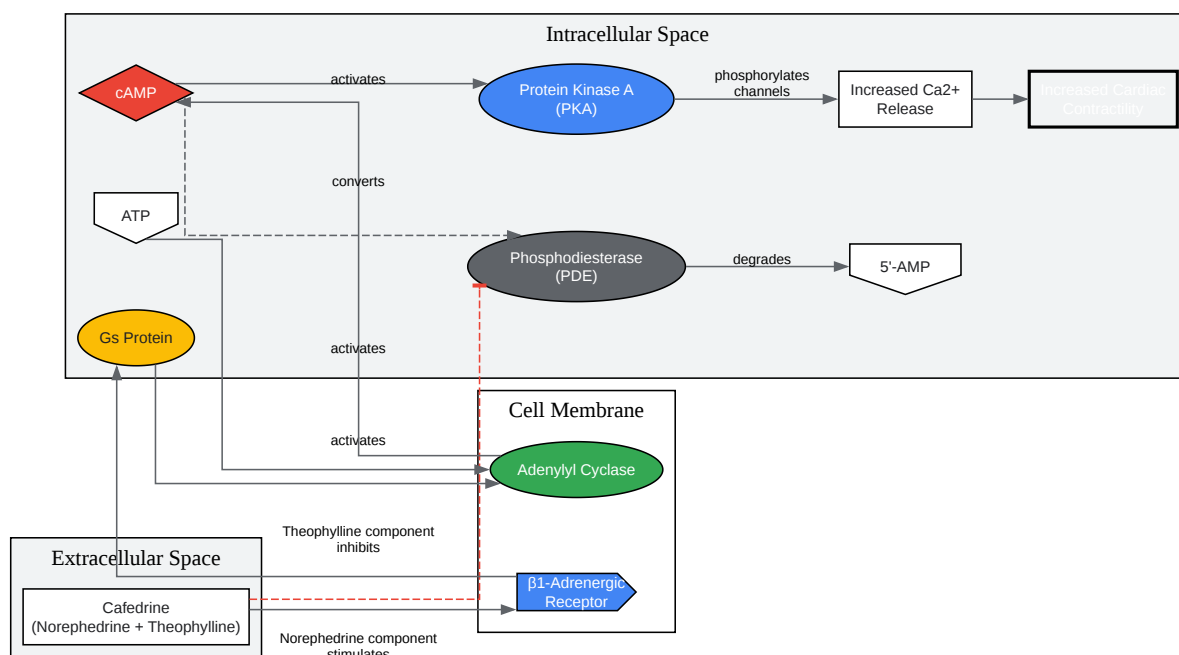 Intracellular Space
cAMP
activates
Protein Kinase A
(PKA)
phosphorylates
channels
Increased Ca2+
Release
Increased Cardiac
Contractility
converts
ATP
Phosphodiesterase
(PDE)
degrades
5'-AMP
Gs Protein
activates
Cell Membrane
activates
Adenylyl Cyclase
Theophylline component
inhibits
Extracellular Space
β1-Adrenergic
Receptor
Cafedrine
(Norephedrine + Theophylline)
Norephedrine component
stimulates